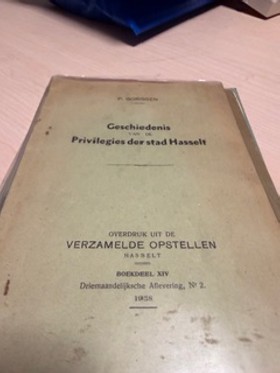 Geschiedenis
VAN DE
Privilegies der stad Hasselt
OVERDRUK UIT DE
VERZAMELDE OPSTELLEN
HASSELT
BOEKDEEL XIV
Driemaandelijksche Aflevering, Nr 2.
1938